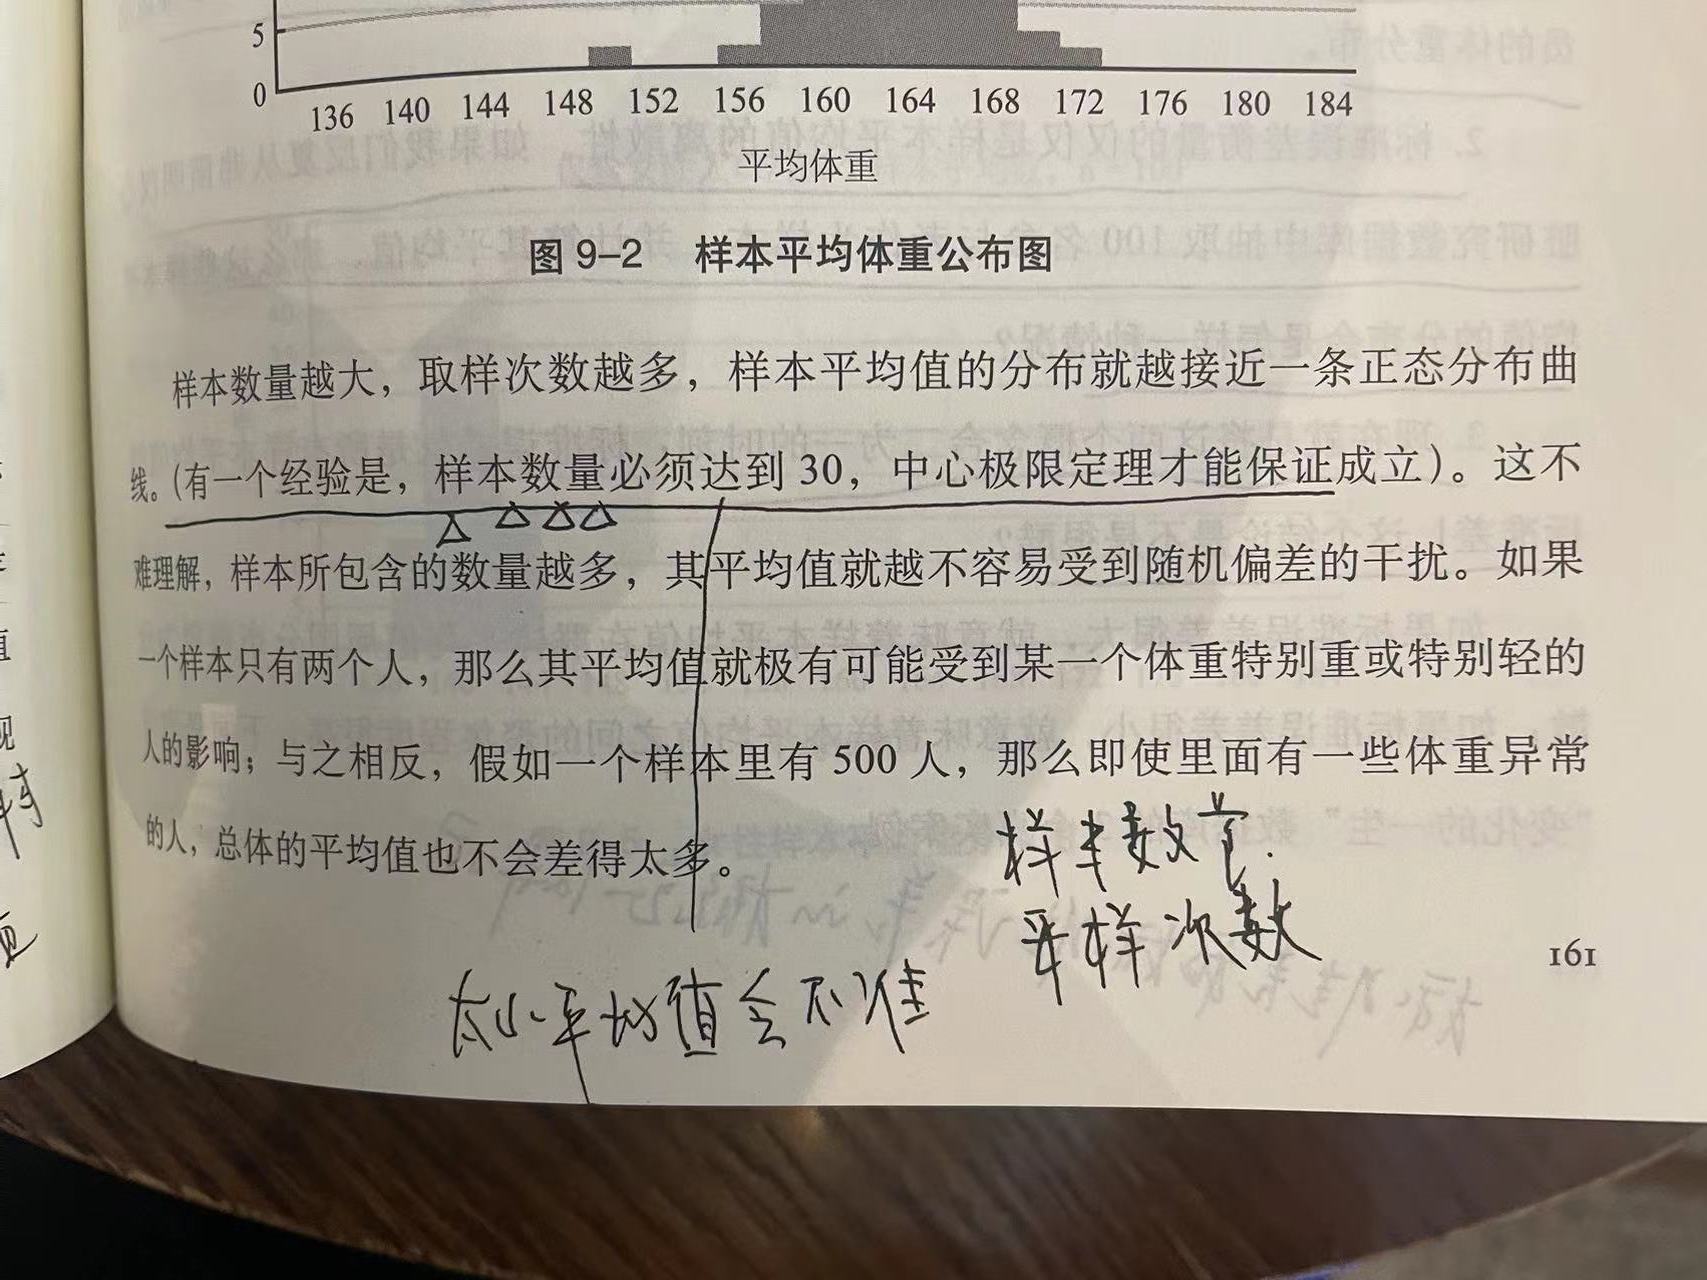 5
0
136 140 144 148 152 156 160 164 168 172 176 180 184
平均体重
图 9-2 样本平均体重公布图
样本数量越大，取样次数越多，样本平均值的分布就越接近一条正态分布曲
线。（有一个经验是，样本数量必须达到 30，中心极限定理才能保证成立）。这不
难理解，样本所包含的数量越多，其平均值就越不容易受到随机偏差的干扰。如果
一个样本只有两个人，那么其平均值就极有可能受到某一个体重特别重或特别轻的
人的影响；与之相反，假如一个样本里有 500 人，那么即使里面有一些体重异常
的人，总体的平均值也不会差得太多。
样本数
采样次数
太小平均值会不准
161